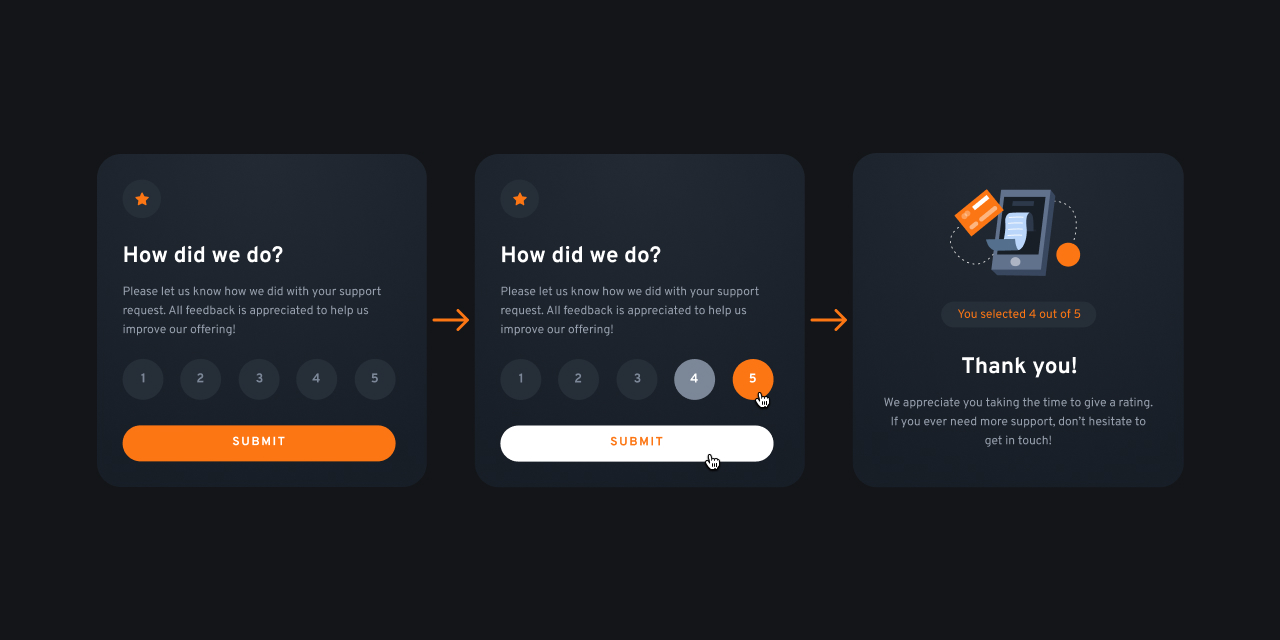 How did we do?
Please let us know how we did with your support
request. All feedback is appreciated to help us
improve our offering!
1 2 3 4 5
SUBMIT
How did we do?
Please let us know how we did with your support
request. All feedback is appreciated to help us
improve our offering!
1 2 3 4 5
SUBMIT
You selected 4 out of 5
Thank you!
We appreciate you taking the time to give a rating.
If you ever need more support, don’t hesitate to
get in touch!